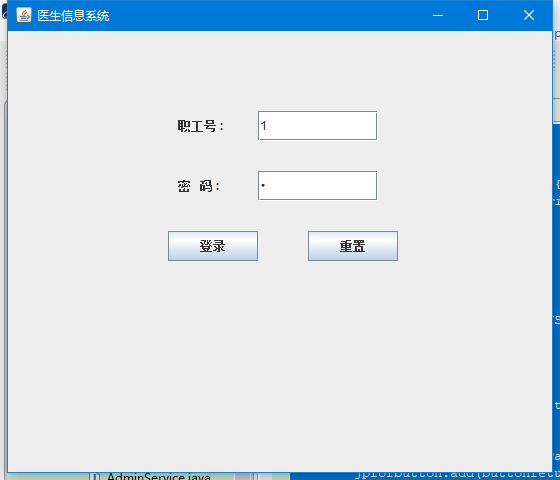 医生信息系统
职工号：
1
密 码：
登录
重置
AdminService.java